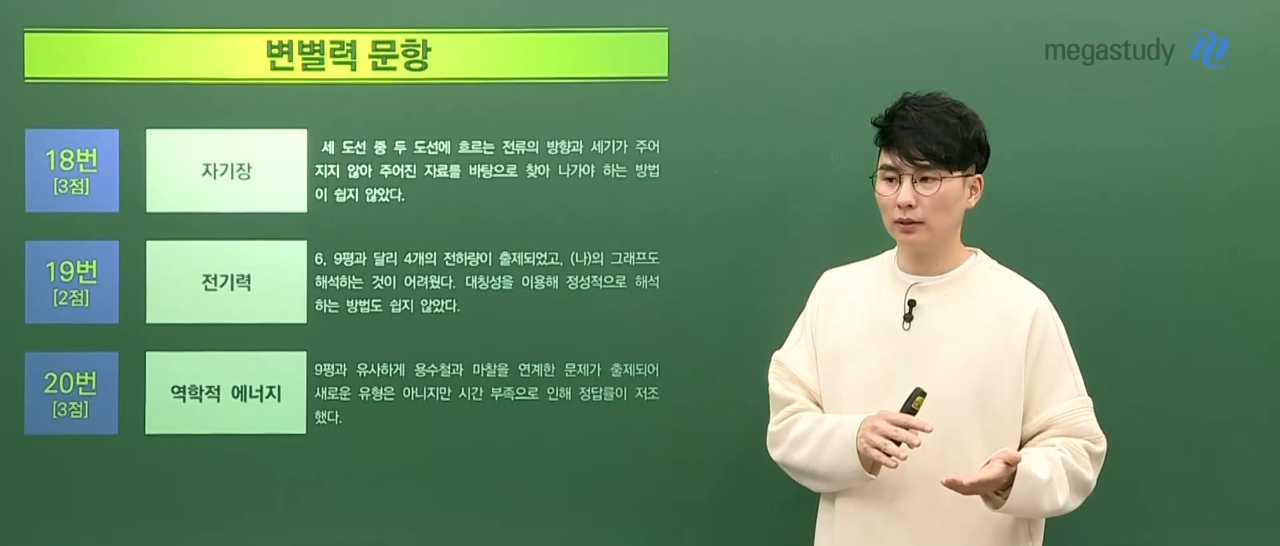 변별력 문항
megastudy
18번
[3점]
자기장
세 도선 중 두 도선에 흐르는 전류의 방향과 세기가 주어
지지 않아 주어진 자료를 바탕으로 찾아 나가야 하는 방법
이 쉽지 않았다.
19번
[2점]
전기력
6, 9평과 달리 4개의 전하량이 출제되었고, (나)의 그래프도
해석하는 것이 어려웠다. 대칭성을 이용해 정성적으로 해석
하는 방법도 쉽지 않았다.
20번
[3점]
역학적 에너지
9평과 유사하게 용수철과 마찰을 연계한 문제가 출제되어
새로운 유형은 아니지만 시간 부족으로 인해 정답률이 저조
했다.